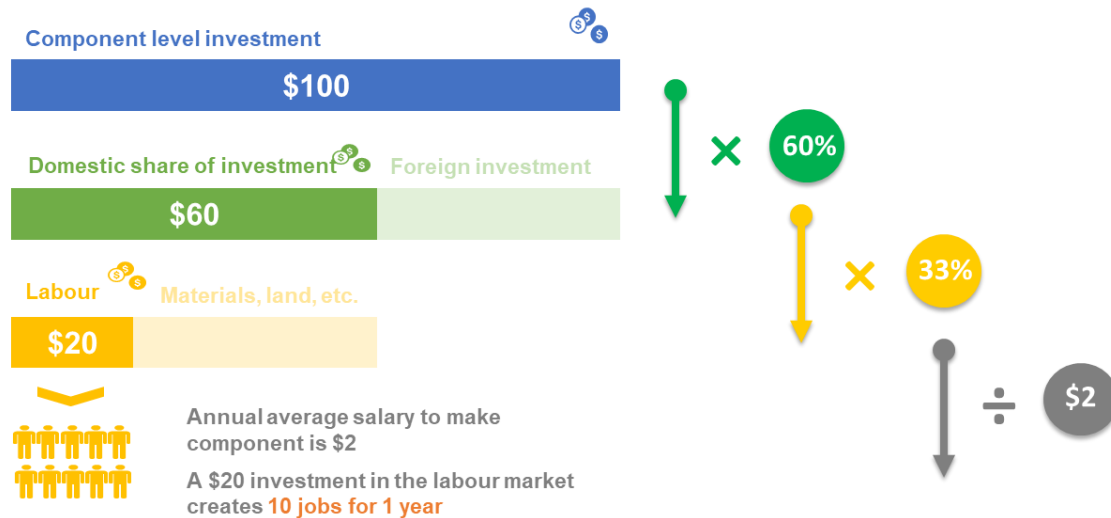 Component level investment
$100
Domestic share of investment Foreign investment
$60
× 60%
Labour Materials, land, etc.
$20
× 33%
Annual average salary to make
component is $2
÷ $2
A $20 investment in the labour market
creates 10 jobs for 1 year